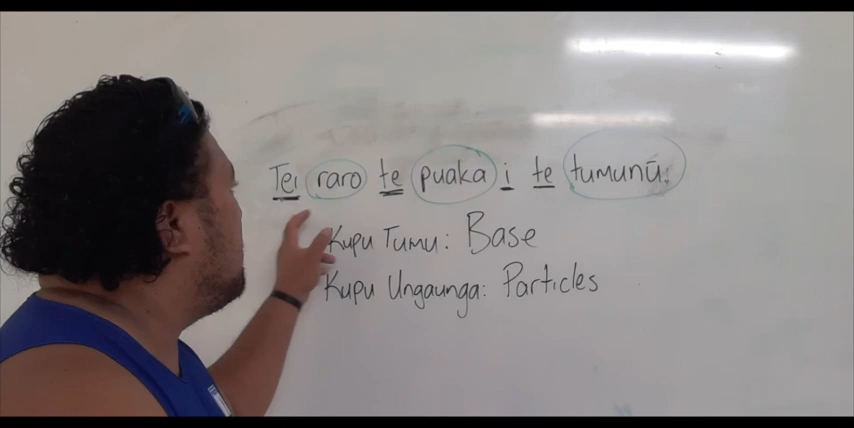 Tei raro te puaka i te tumunū.
Kupu Tumu: Base
Kupu Ungaunga: Particles